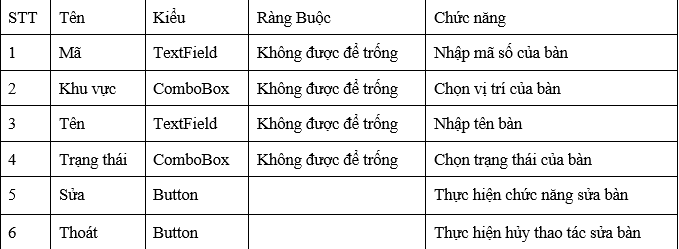 STT Tên Kiểu Ràng Buộc Chức năng
1 Mã TextField Không được để trống Nhập mã số của bàn
2 Khu vực ComboBox Không được để trống Chọn vị trí của bàn
3 Tên TextField Không được để trống Nhập tên bàn
4 Trạng thái ComboBox Không được để trống Chọn trạng thái của bàn
5 Sửa Button Thực hiện chức năng sửa bàn
6 Thoát Button Thực hiện hủy thao tác sửa bàn